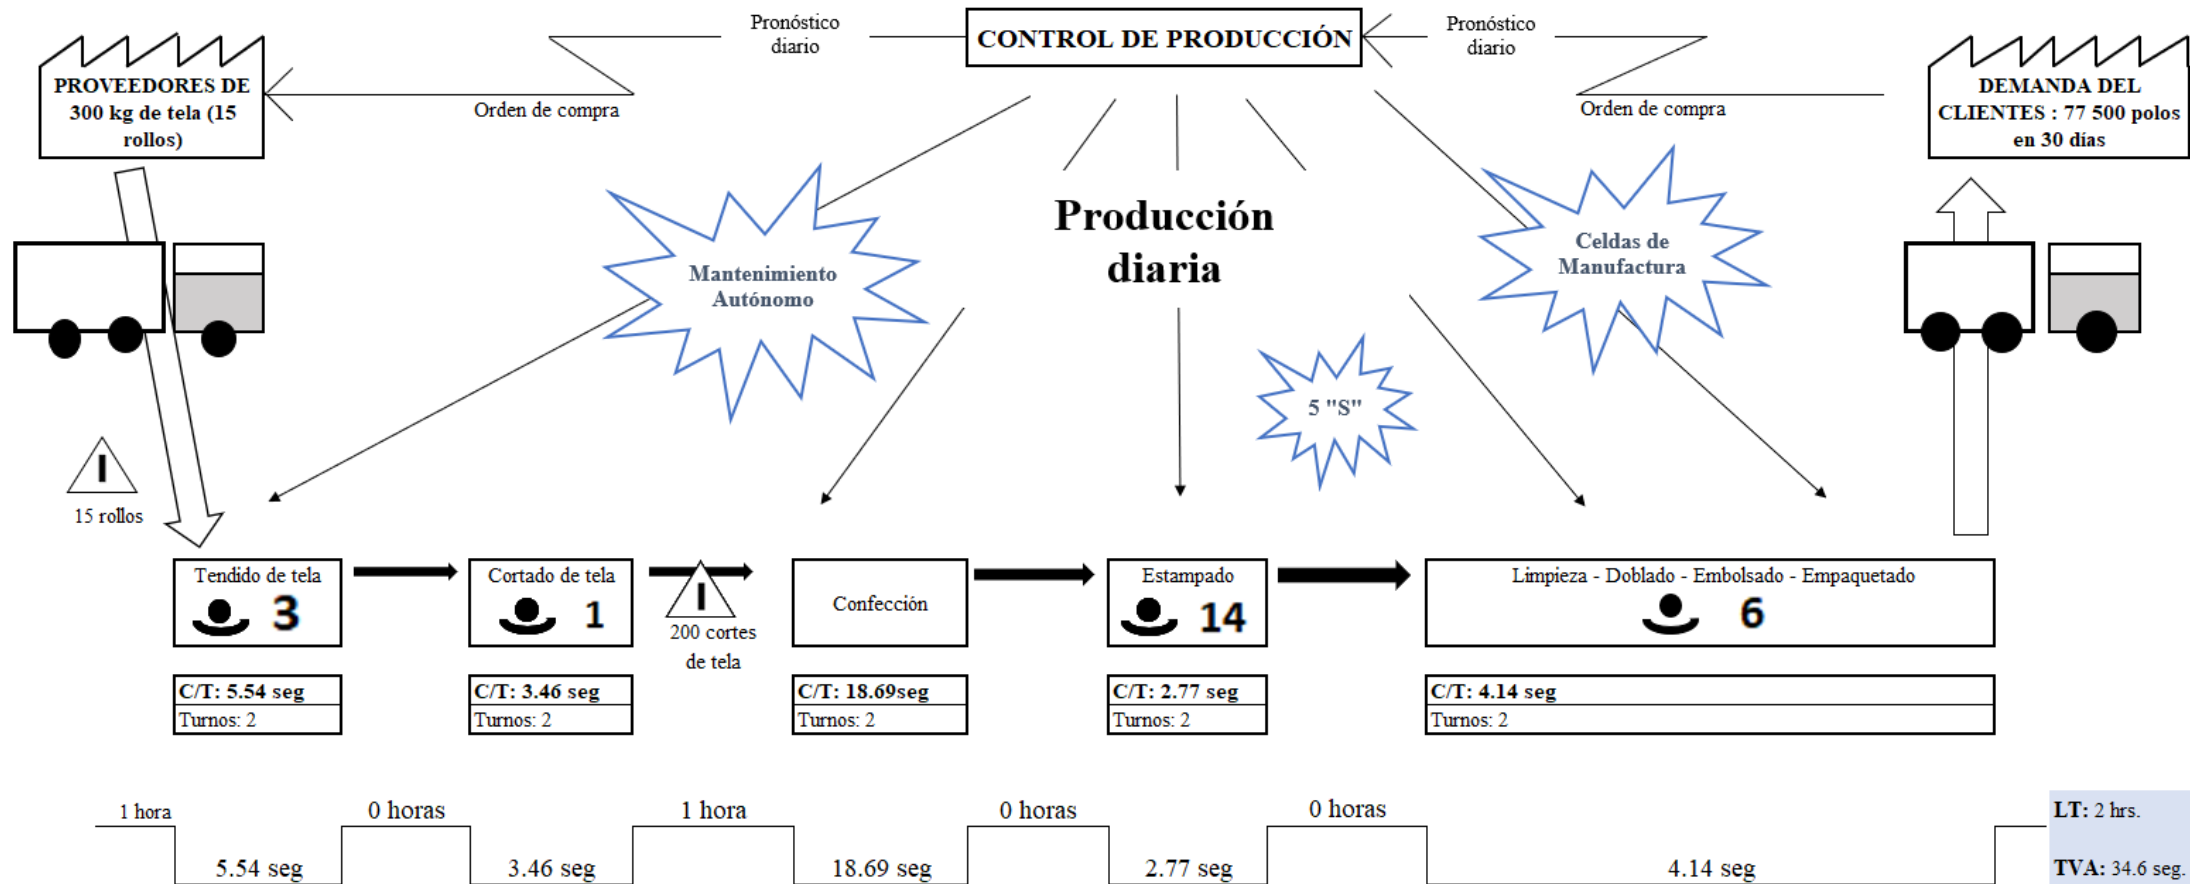 Pronóstico
diario
CONTROL DE PRODUCCIÓN
Pronóstico
diario
PROVEEDORES DE
300 kg de tela (15
rollos)
Orden de compra
Orden de compra
DEMANDA DEL
CLIENTES : 77 500 polos
en 30 días
Mantenimiento
Autónomo
Producción
diaria
Celdas de
Manufactura
5 "S"
I
15 rollos
Tendido de tela
3
Cortado de tela
1
I
200 cortes
de tela
Confección
Estampado
14
Limpieza - Doblado - Embolsado - Empaquetado
6
C/T: 5.54 seg
Turnos: 2
C/T: 3.46 seg
Turnos: 2
C/T: 18.69seg
Turnos: 2
C/T: 2.77 seg
Turnos: 2
C/T: 4.14 seg
Turnos: 2
1 hora
0 horas
1 hora
0 horas
0 horas
LT: 2 hrs.
5.54 seg
3.46 seg
18.69 seg
2.77 seg
4.14 seg
TVA: 34.6 seg.